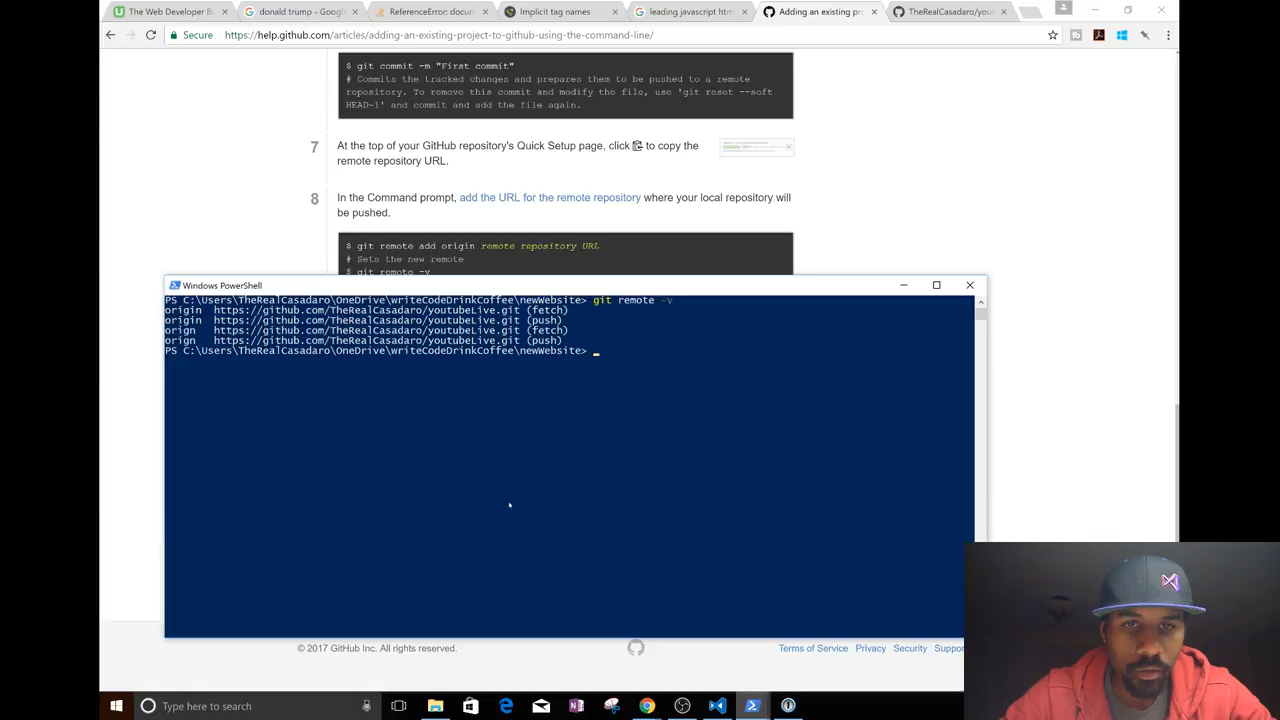 The Web Developer Ba
donald trump - Google
ReferenceError: docum
Implicit tag names
leading javascript htm
Adding an existing pro
TheRealCasadaro/yout
Secure
https://help.github.com/articles/adding-an-existing-project-to-github-using-the-command-line/
$ git commit -m "First commit"
# Commits the tracked changes and prepares them to be pushed to a remote
repository. To remove this commit and modify the file, use 'git reset --soft
HEAD~1' and commit and add the file again.
7
At the top of your GitHub repository's Quick Setup page, click to copy the
remote repository URL.
8
In the Command prompt, add the URL for the remote repository where your local repository will
be pushed.
$ git remote add origin remote repository URL
# Sets the new remote
$ git remote -v
Windows PowerShell
PS C:\Users\TheRealCasadaro\OneDrive\writeCodeDrinkCoffee\newWebsite> git remote -v
origin https://github.com/TheRealCasadaro/youtubeLive.git (fetch)
origin https://github.com/TheRealCasadaro/youtubeLive.git (push)
orign https://github.com/TheRealCasadaro/youtubeLive.git (fetch)
orign https://github.com/TheRealCasadaro/youtubeLive.git (push)
PS C:\Users\TheRealCasadaro\OneDrive\writeCodeDrinkCoffee\newWebsite> _
© 2017 GitHub Inc. All rights reserved.
Terms of Service
Privacy
Security
Suppor
Type here to search